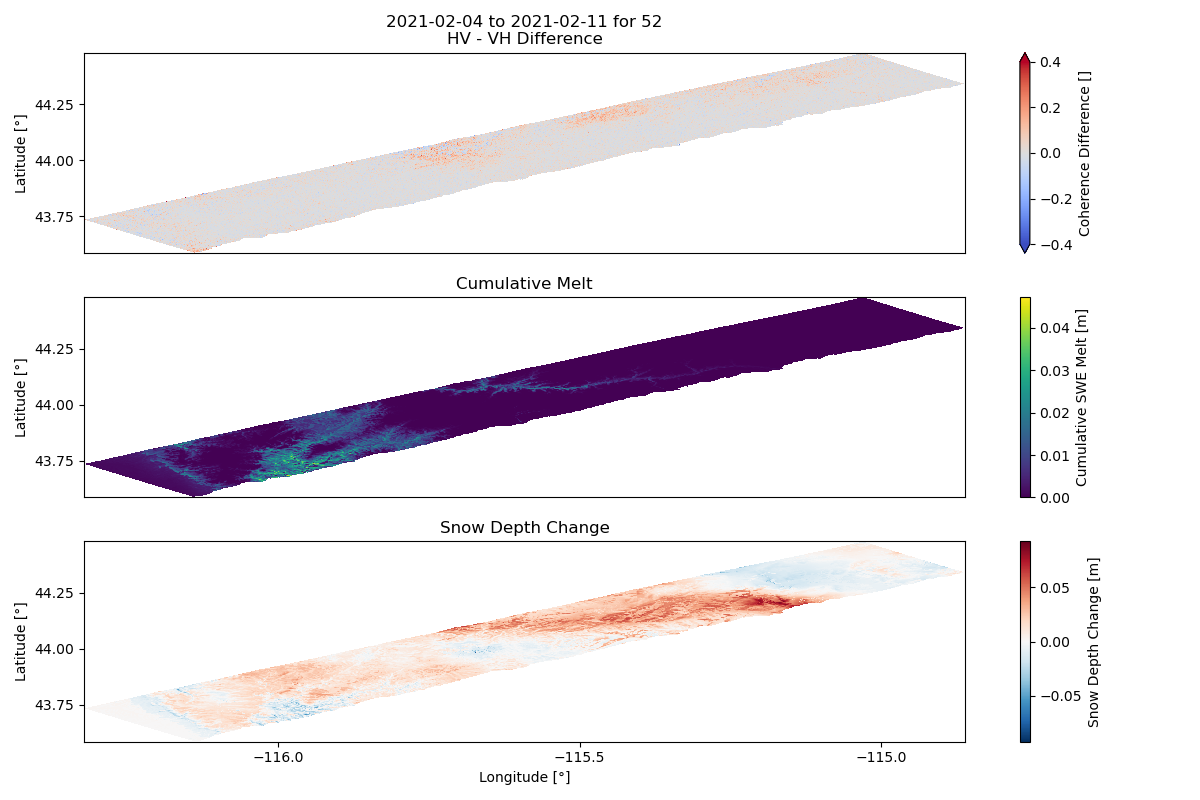 2021-02-04 to 2021-02-11 for 52
HV - VH Difference
44.25
44.00
43.75
Latitude [°]
0.4
0.2
0.0
−0.2
−0.4
Coherence Difference []
Cumulative Melt
44.25
44.00
43.75
Latitude [°]
0.04
0.03
0.02
0.01
0.00
Cumulative SWE Melt [m]
Snow Depth Change
44.25
44.00
43.75
Latitude [°]
0.05
0.00
−0.05
Snow Depth Change [m]
−116.0 −115.5 −115.0
Longitude [°]